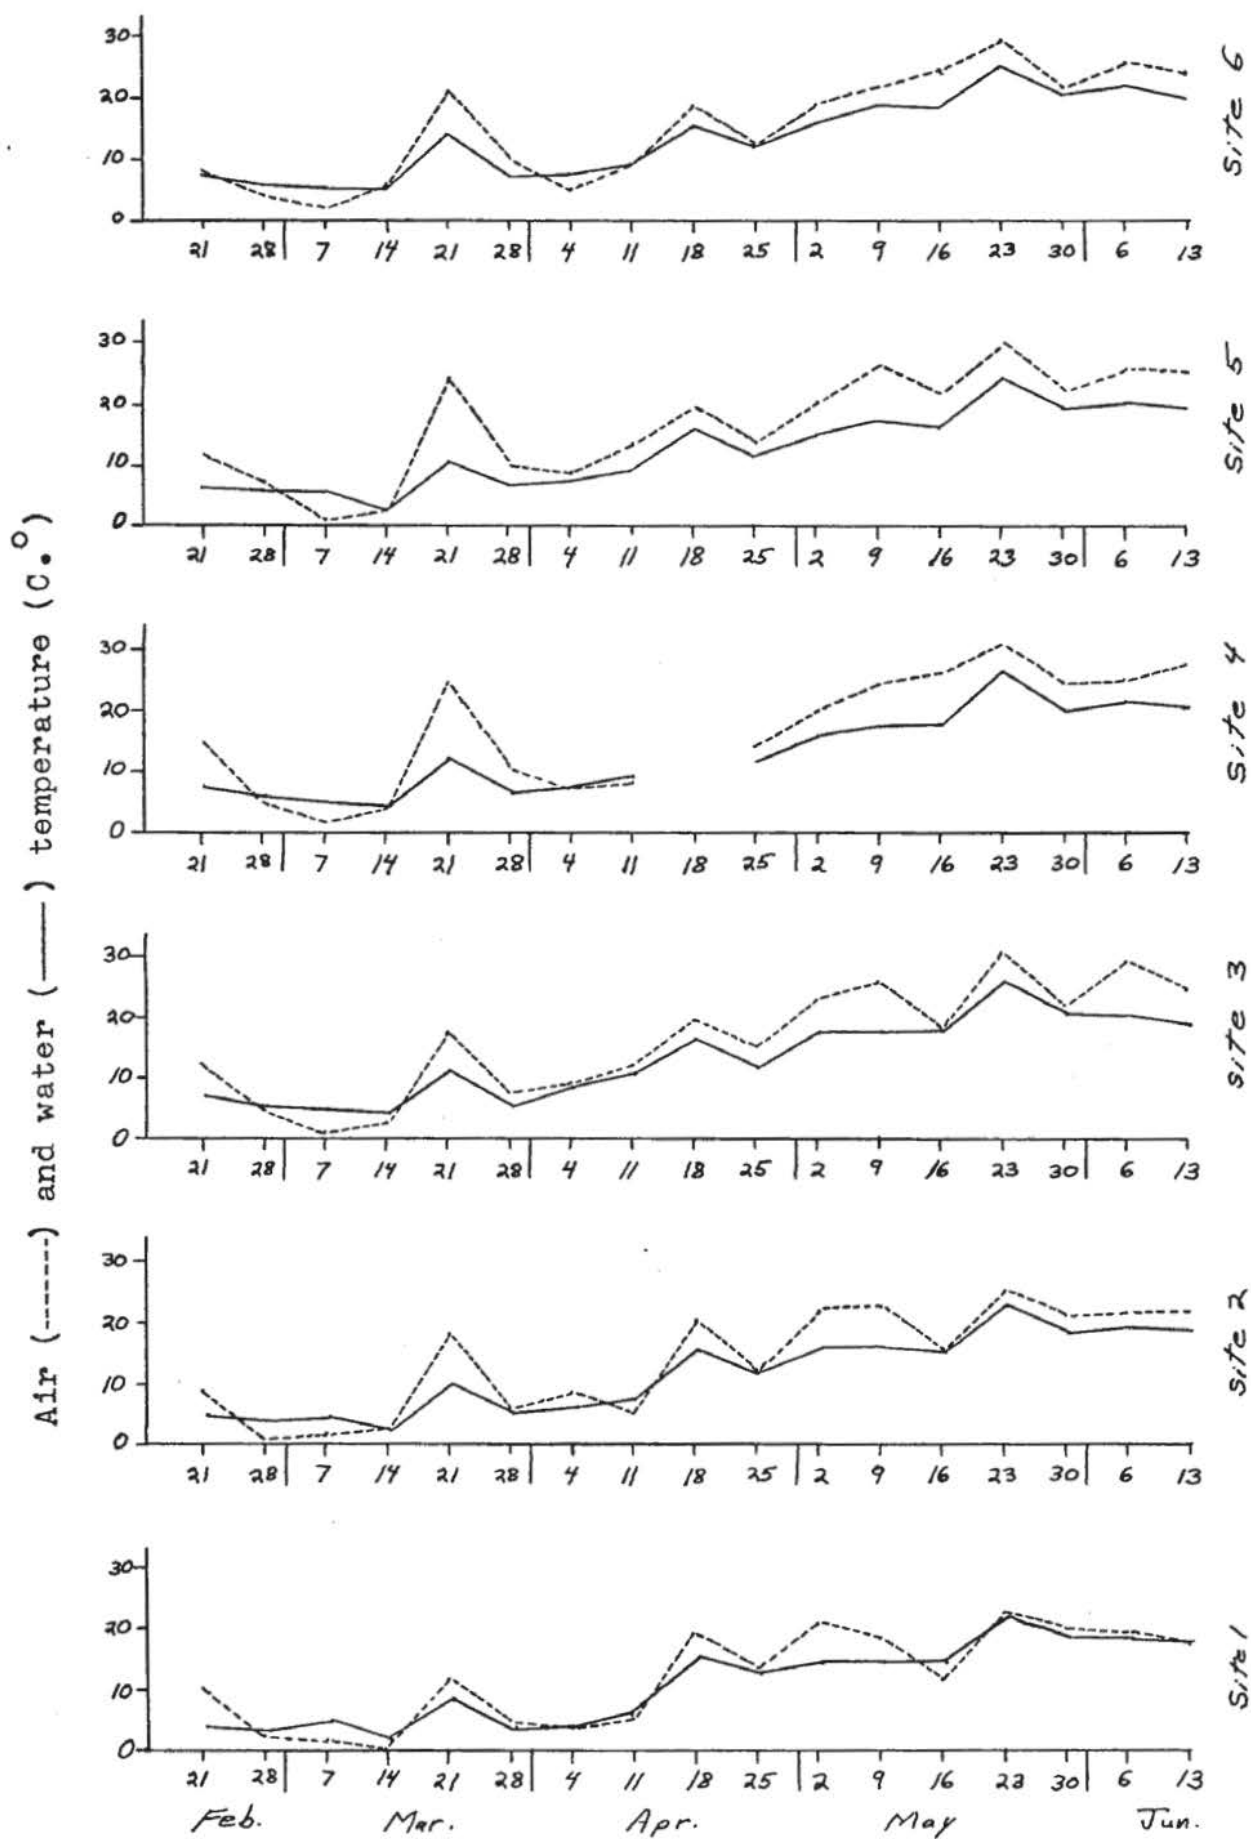 Air (------) and water (——) temperature (C.°)
30
20
10
0
21 28 | 7 14 21 28 | 4 11 18 25 | 2 9 16 23 30 | 6 13
Site 6
30
20
10
0
21 28 | 7 14 21 28 | 4 11 18 25 | 2 9 16 23 30 | 6 13
Site 5
30
20
10
0
21 28 | 7 14 21 28 | 4 11 18 25 | 2 9 16 23 30 | 6 13
Site 4
30
20
10
0
21 28 | 7 14 21 28 | 4 11 18 25 | 2 9 16 23 30 | 6 13
Site 3
30
20
10
0
21 28 | 7 14 21 28 | 4 11 18 25 | 2 9 16 23 30 | 6 13
Site 2
30
20
10
0
21 28 | 7 14 21 28 | 4 11 18 25 | 2 9 16 23 30 | 6 13
Site 1
Feb. Mar. Apr. May Jun.